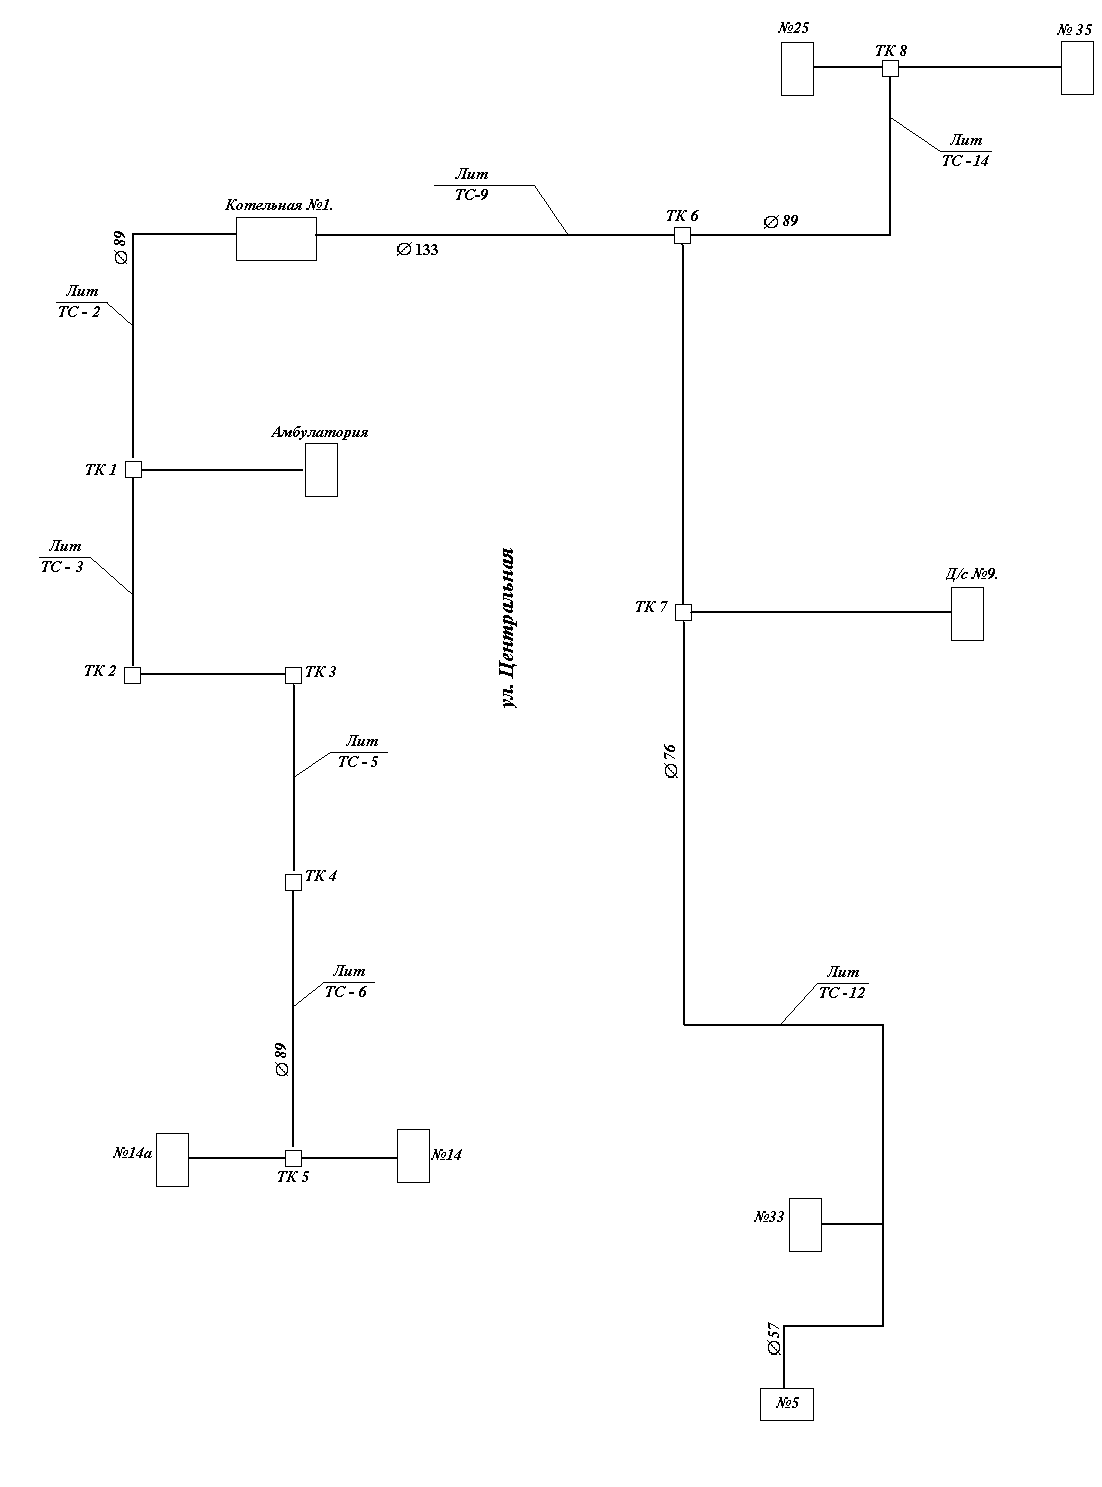 №25
№ 35
ТК 8
Лит
ТС -14
Лит
ТС-9
Котельная №1.
ТК 6
⌀ 89
⌀ 133
⌀ 89
Лит
ТС - 2
Амбулатория
ТК 1
Лит
ТС - 3
ул. Центральная
Д/с №9.
ТК 7
ТК 2
ТК 3
Лит
ТС - 5
⌀ 76
ТК 4
Лит
ТС - 6
Лит
ТС -12
⌀ 89
№14а
№14
ТК 5
№33
⌀ 57
№5